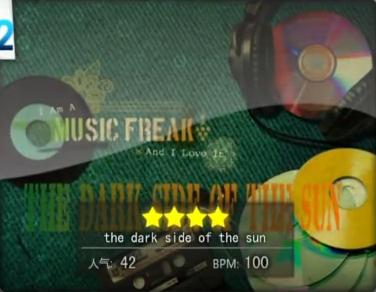 2
I Am A
MUSIC FREAK
And I Love It
THE DARK SIDE OF THE SUN
the dark side of the sun
人气: 42 BPM: 100